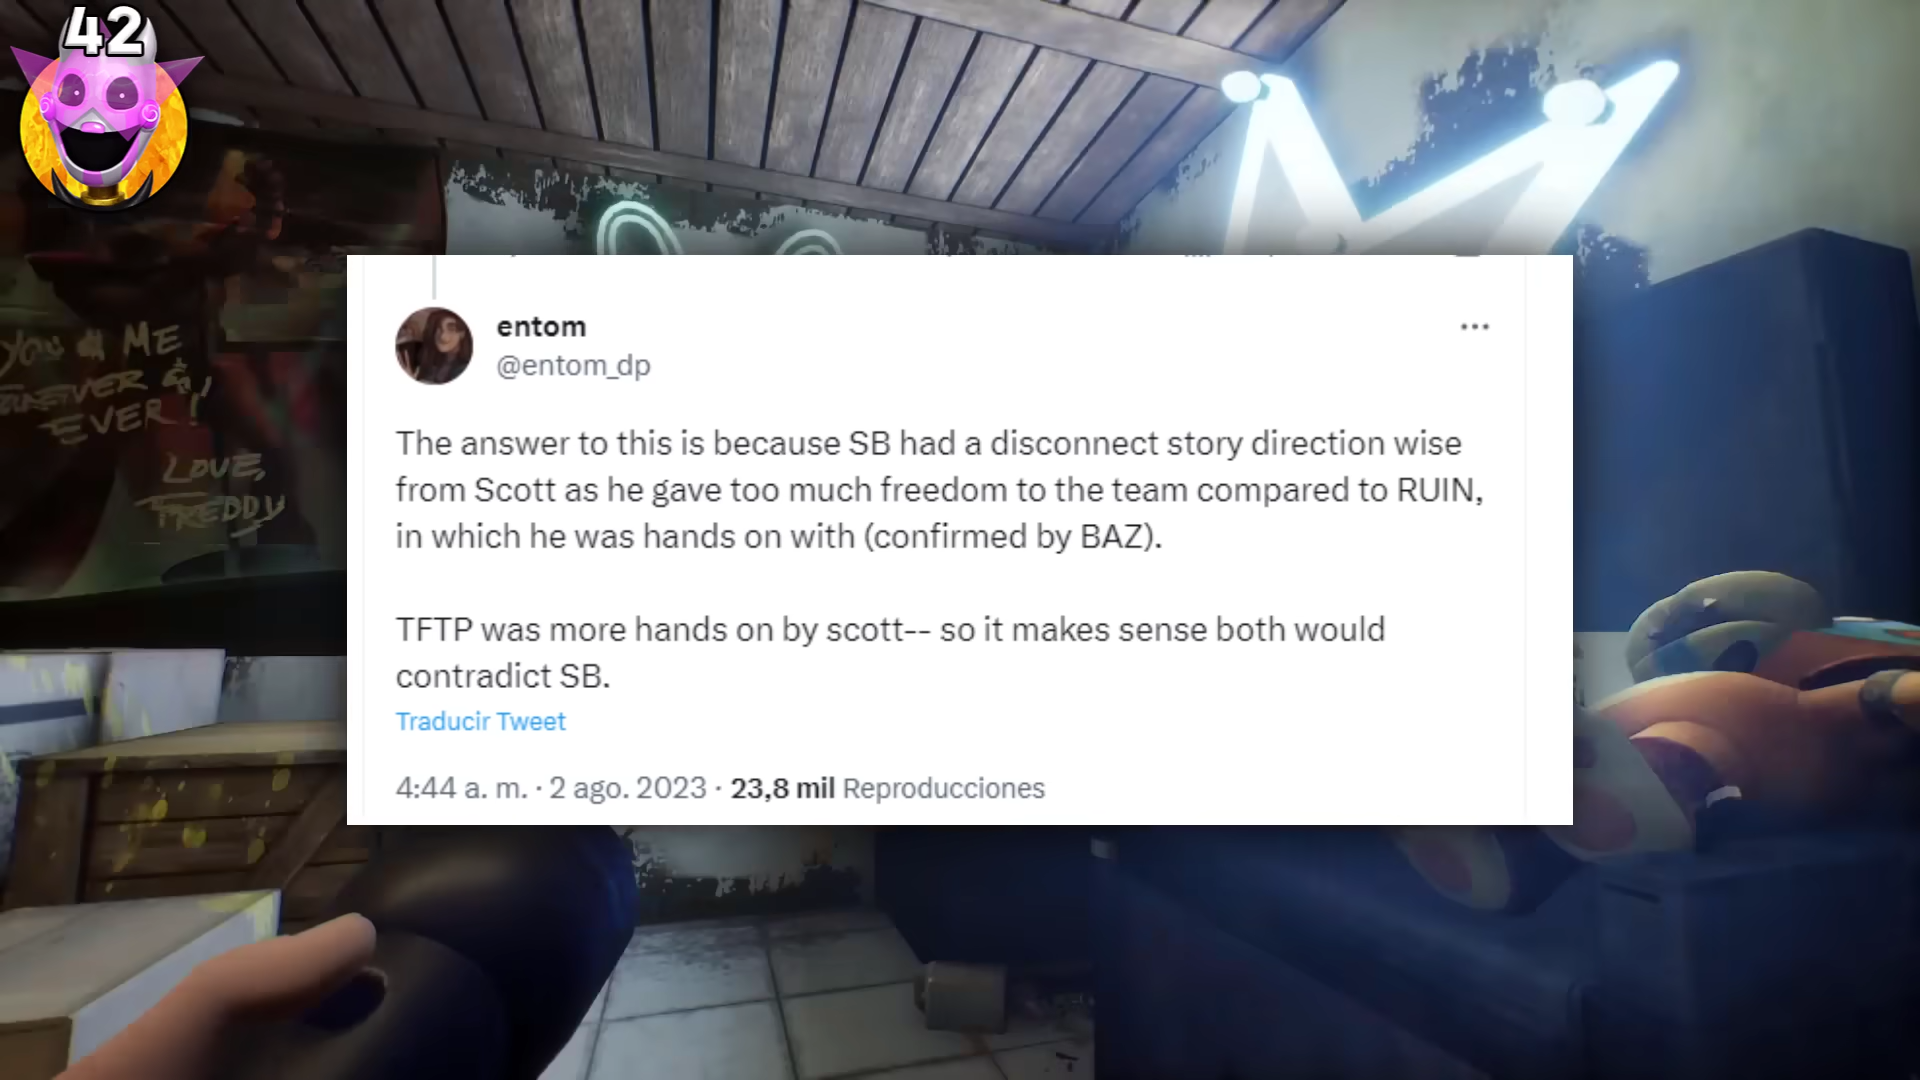 42
YOU & ME
FOREVER &
EVER!
LOVE,
FREDDY
entom
@entom_dp
The answer to this is because SB had a disconnect story direction wise
from Scott as he gave too much freedom to the team compared to RUIN,
in which he was hands on with (confirmed by BAZ).
TFTP was more hands on by scott-- so it makes sense both would
contradict SB.
Traducir Tweet
4:44 a. m. · 2 ago. 2023 · 23,8 mil Reproducciones